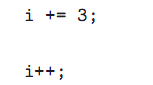 i += 3;
i++;